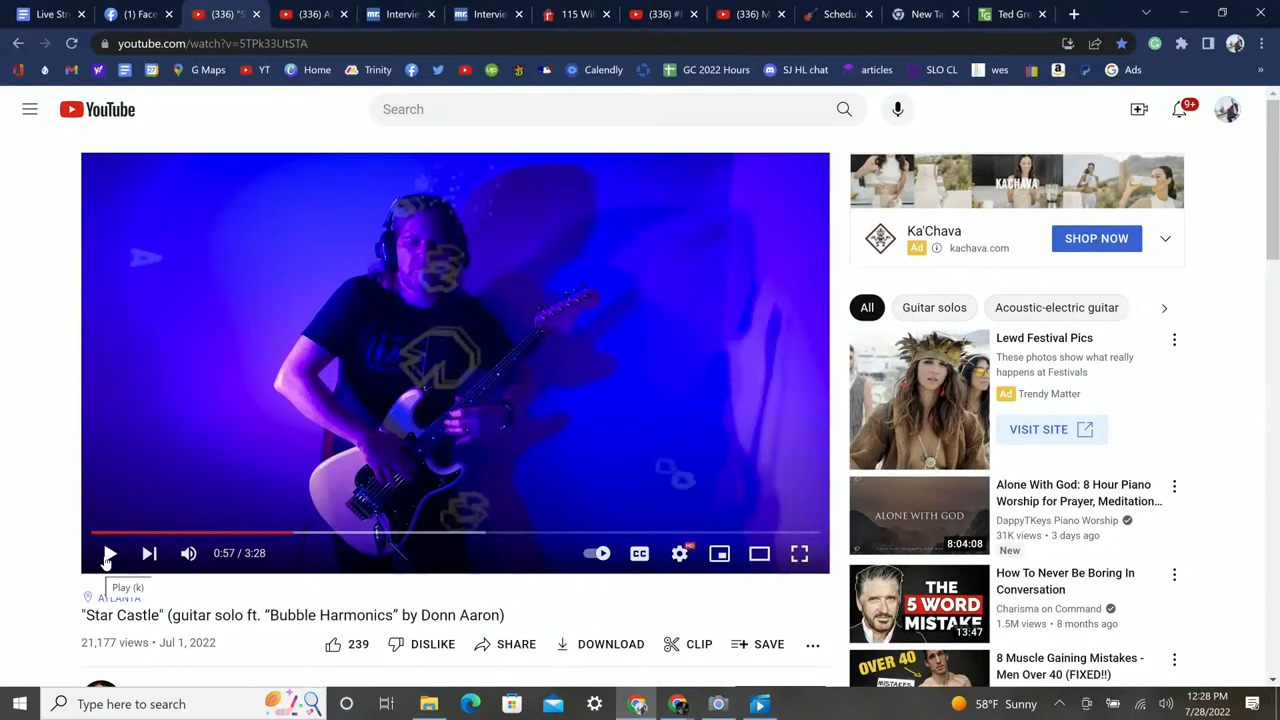 Live Stre
(336) "S
(336) Al
Interview
Interview
115 Wil
(336) #
(336) M
Schedu
New Ta
Ted Gre
youtube.com/watch?v=5TPk33UtSTA
G Maps
YT
Home
Trinity
Calendly
GC 2022 Hours
SJ HL chat
articles
SLO CL
wes
Ads
»
YouTube
Search
9+
KACHAVA
Ka'Chava
Ad kachava.com
SHOP NOW
All
Guitar solos
Acoustic-electric guitar
Lewd Festival Pics
These photos show what really
happens at Festivals
Ad Trendy Matter
VISIT SITE
ALONE WITH GOD
8:04:08
Alone With God: 8 Hour Piano
Worship for Prayer, Meditation...
DappyTKeys Piano Worship
31K views • 3 days ago
New
0:57 / 3:28
CC
HD
Play (k)
ATLANTA
"Star Castle" (guitar solo ft. “Bubble Harmonics” by Donn Aaron)
21,177 views • Jul 1, 2022
239
DISLIKE
SHARE
DOWNLOAD
CLIP
SAVE
THE
5 WORD
MISTAKE
13:47
How To Never Be Boring In
Conversation
Charisma on Command
1.5M views • 8 months ago
OVER 40
MISTAKES
8 Muscle Gaining Mistakes -
Men Over 40 (FIXED!!)
Type here to search
58°F Sunny
12:28 PM
7/28/2022